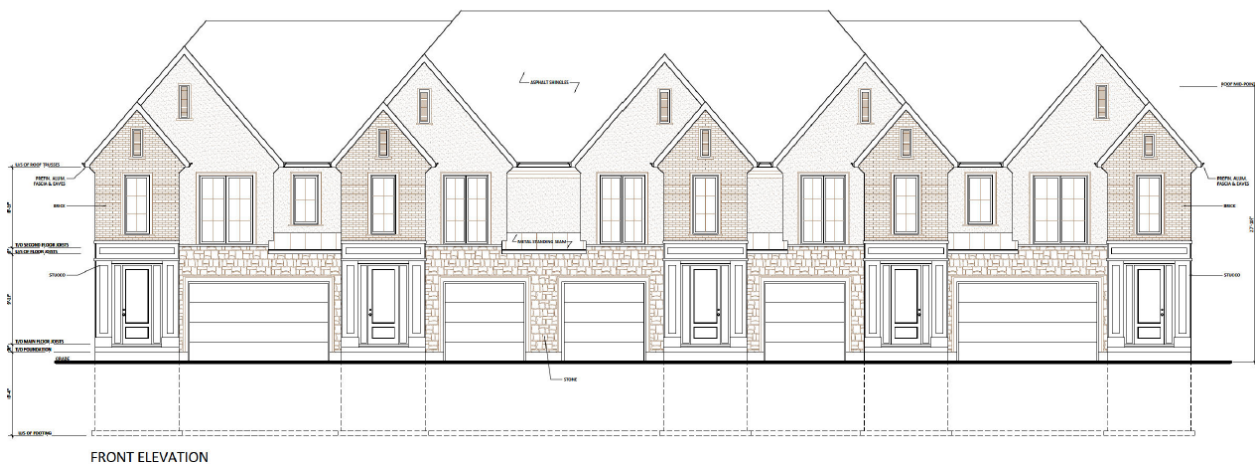 ASPHALT SHINGLES
ROOF MID-POINT
U/S OF ROOF TRUSSES
PREFIN. ALUM.
FASCIA & EAVES
PREFIN. ALUM.
FASCIA & EAVES
BRICK
BRICK
METAL STANDING SEAM
T/O SECOND FLOOR JOISTS
U/S OF FLOOR JOISTS
STUCCO
STUCCO
T/O MAIN FLOOR JOISTS
T/O FOUNDATION
GRADE
STONE
U/S OF FOOTING
FRONT ELEVATION